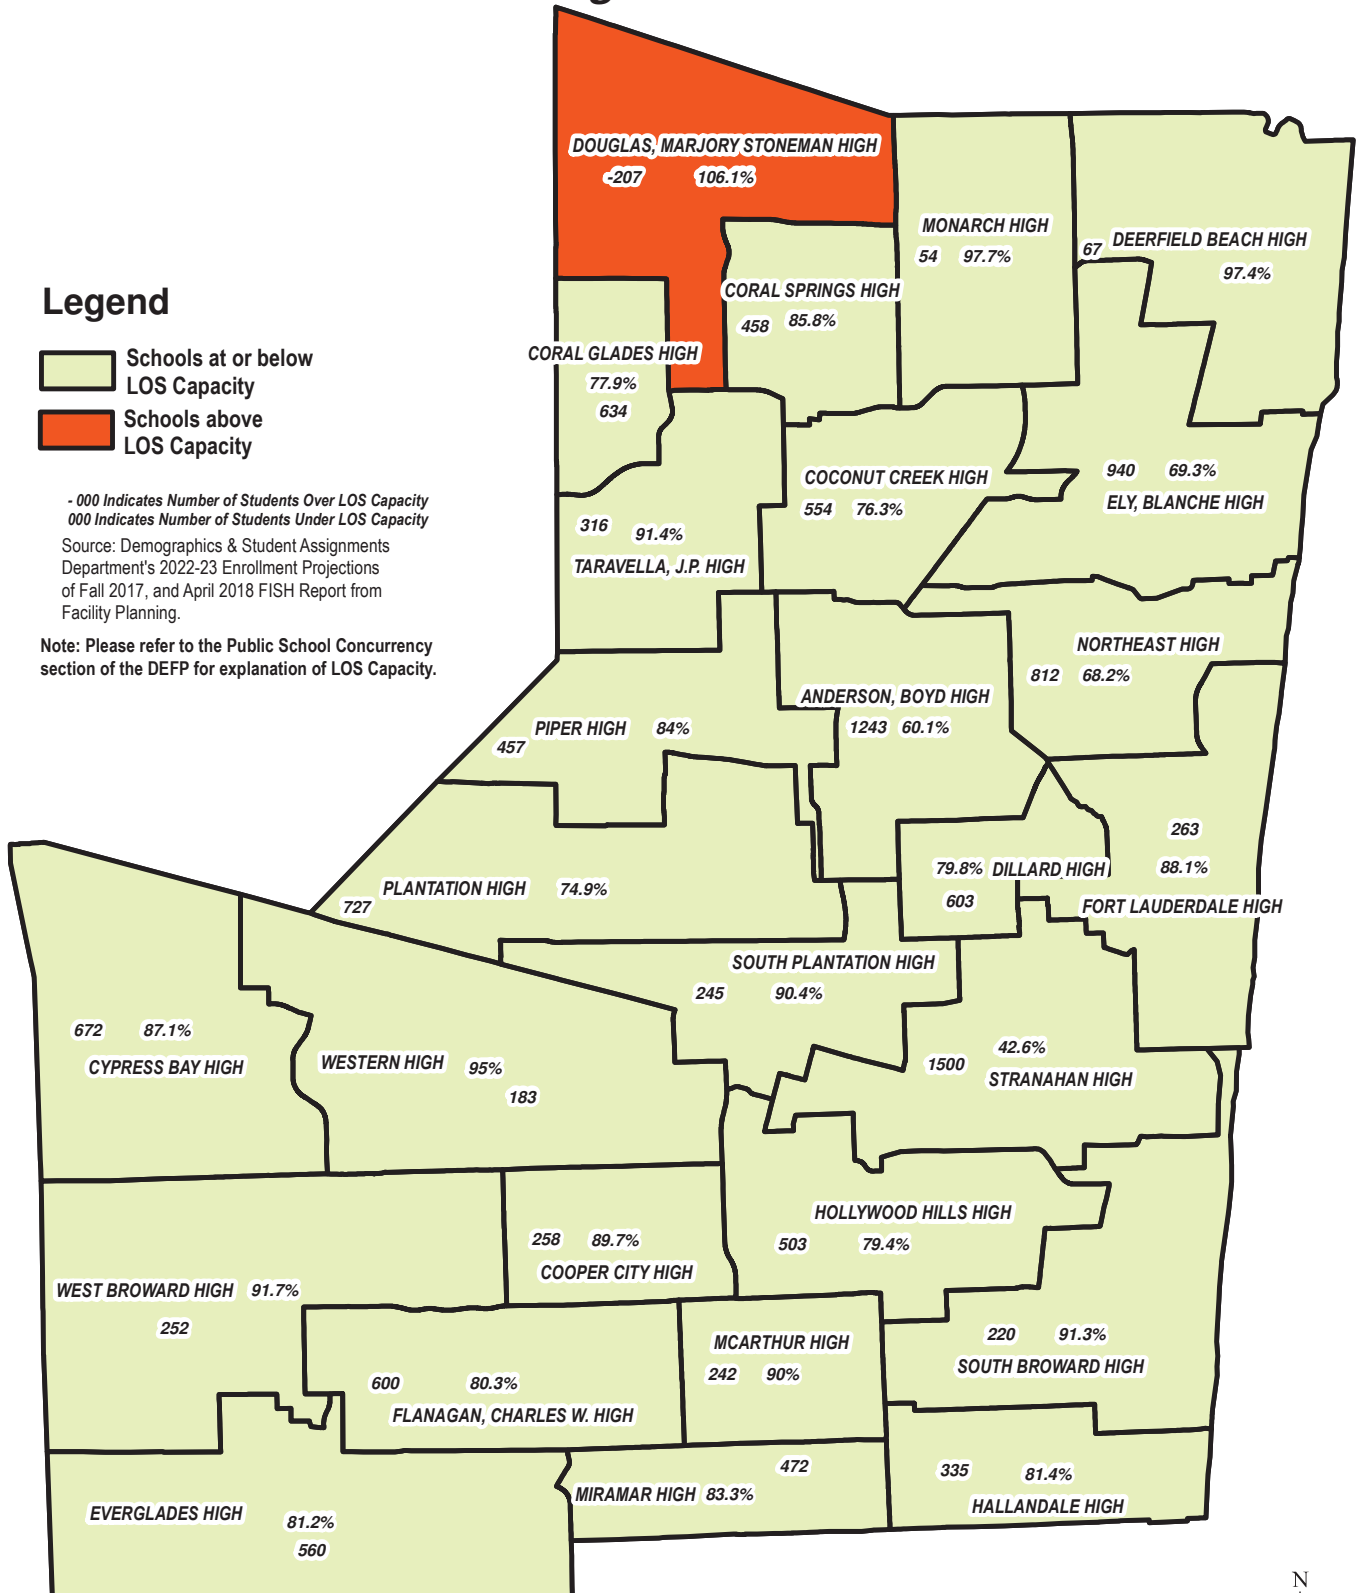 DOUGLAS, MARJORY STONEMAN HIGH
-207 106.1%
MONARCH HIGH
54 97.7%
67 DEERFIELD BEACH HIGH
97.4%
CORAL SPRINGS HIGH
458 85.8%
Legend
Schools at or below
LOS Capacity
Schools above
LOS Capacity
CORAL GLADES HIGH
77.9%
634
- 000 Indicates Number of Students Over LOS Capacity
000 Indicates Number of Students Under LOS Capacity
Source: Demographics & Student Assignments
Department's 2022-23 Enrollment Projections
of Fall 2017, and April 2018 FISH Report from
Facility Planning.
Note: Please refer to the Public School Concurrency
section of the DEFP for explanation of LOS Capacity.
COCONUT CREEK HIGH
554 76.3%
940 69.3%
ELY, BLANCHE HIGH
316 91.4%
TARAVELLA, J.P. HIGH
NORTHEAST HIGH
812 68.2%
ANDERSON, BOYD HIGH
1243 60.1%
PIPER HIGH 84%
457
263
88.1%
FORT LAUDERDALE HIGH
79.8% DILLARD HIGH
603
PLANTATION HIGH 74.9%
727
SOUTH PLANTATION HIGH
245 90.4%
672 87.1%
CYPRESS BAY HIGH
WESTERN HIGH 95%
183
42.6%
1500
STRANAHAN HIGH
HOLLYWOOD HILLS HIGH
503 79.4%
258 89.7%
COOPER CITY HIGH
WEST BROWARD HIGH 91.7%
252
220 91.3%
SOUTH BROWARD HIGH
MCARTHUR HIGH
242 90%
600 80.3%
FLANAGAN, CHARLES W. HIGH
472
MIRAMAR HIGH 83.3%
335 81.4%
HALLANDALE HIGH
EVERGLADES HIGH 81.2%
560
N